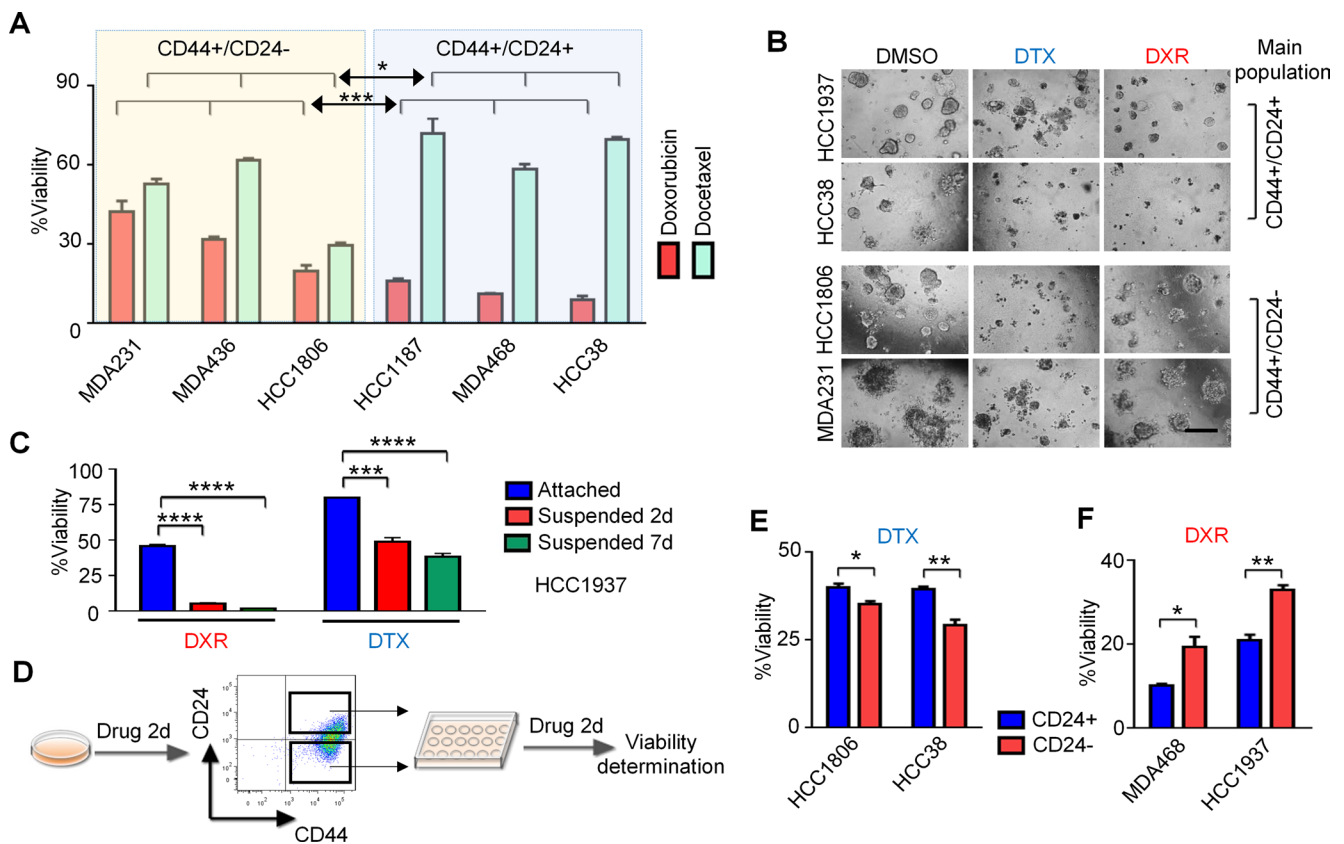 A
CD44+/CD24-
CD44+/CD24+
*
***
90
60
30
0
%Viability
MDA231
MDA436
HCC1806
HCC1187
MDA468
HCC38
Doxorubicin
Docetaxel
B
DMSO
DTX
DXR
Main
population
HCC1937
HCC38
HCC1806
MDA231
CD44+/CD24+
CD44+/CD24-
C
****
****
****
***
100
75
50
25
0
%Viability
DXR
DTX
Attached
Suspended 2d
Suspended 7d
HCC1937
D
Drug 2d
CD24
CD44
Drug 2d
Viability
determination
E
DTX
*
**
50
25
0
%Viability
HCC1806
HCC38
CD24+
CD24-
F
DXR
*
**
40
20
0
%Viability
MDA468
HCC1937